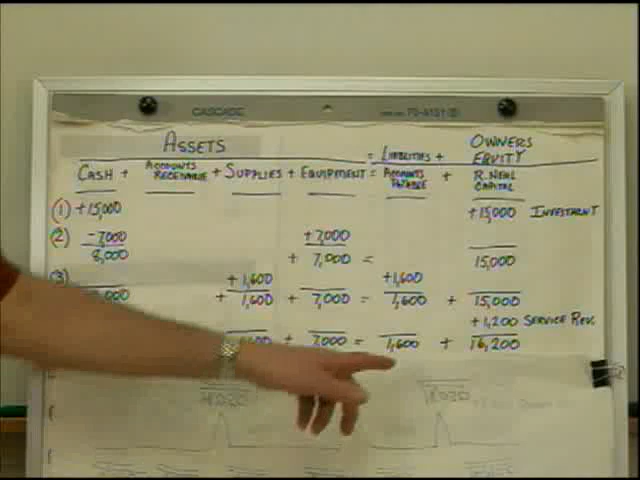 CASCADE
ASSETS = LIABILITIES + OWNERS EQUITY
CASH + ACCOUNTS RECEIVABLE + SUPPLIES + EQUIPMENT = ACCOUNTS PAYABLE + R. NEAL CAPITAL
(1) +15,000 +15,000 INVESTMENT
(2) -7,000 +7,000
8,000 + 7,000 = 15,000
(3) +1,600 +1,600
+ 1,600 + 7,000 = 1,600 + 15,000
+1,200 SERVICE REV.
+ 7,000 = 1,600 + 16,200